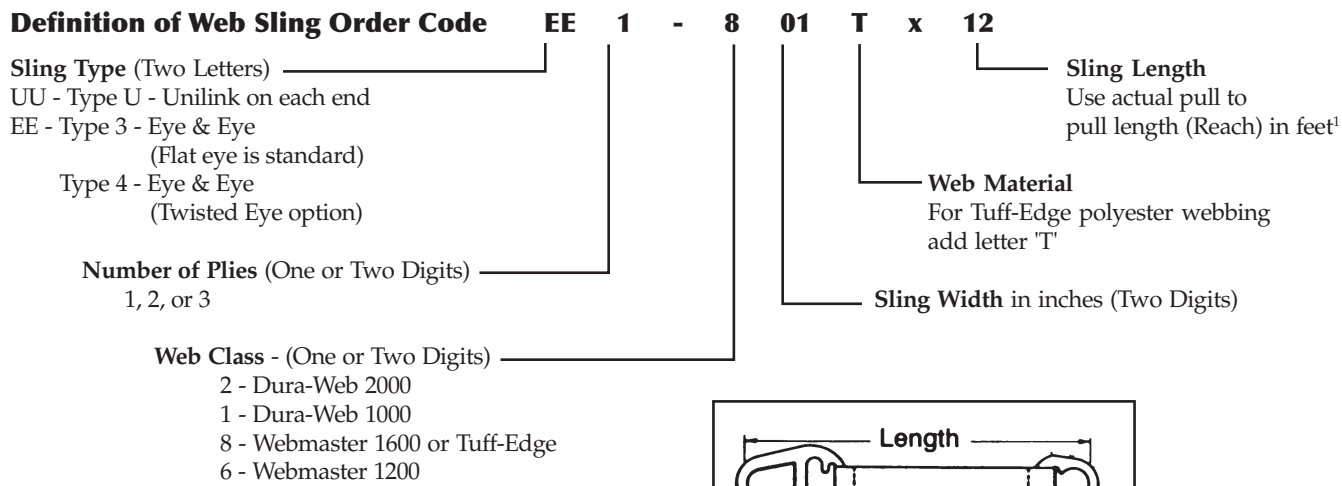 Definition of Web Sling Order Code EE 1 - 8 01 T x 12
Sling Type (Two Letters)
UU - Type U - Unilink on each end
EE - Type 3 - Eye & Eye
(Flat eye is standard)
Type 4 - Eye & Eye
(Twisted Eye option)
Number of Plies (One or Two Digits)
1, 2, or 3
Web Class - (One or Two Digits)
2 - Dura-Web 2000
1 - Dura-Web 1000
8 - Webmaster 1600 or Tuff-Edge
6 - Webmaster 1200
Sling Length
Use actual pull to
pull length (Reach) in feet¹
Web Material
For Tuff-Edge polyester webbing
add letter 'T'
Sling Width in inches (Two Digits)
Length